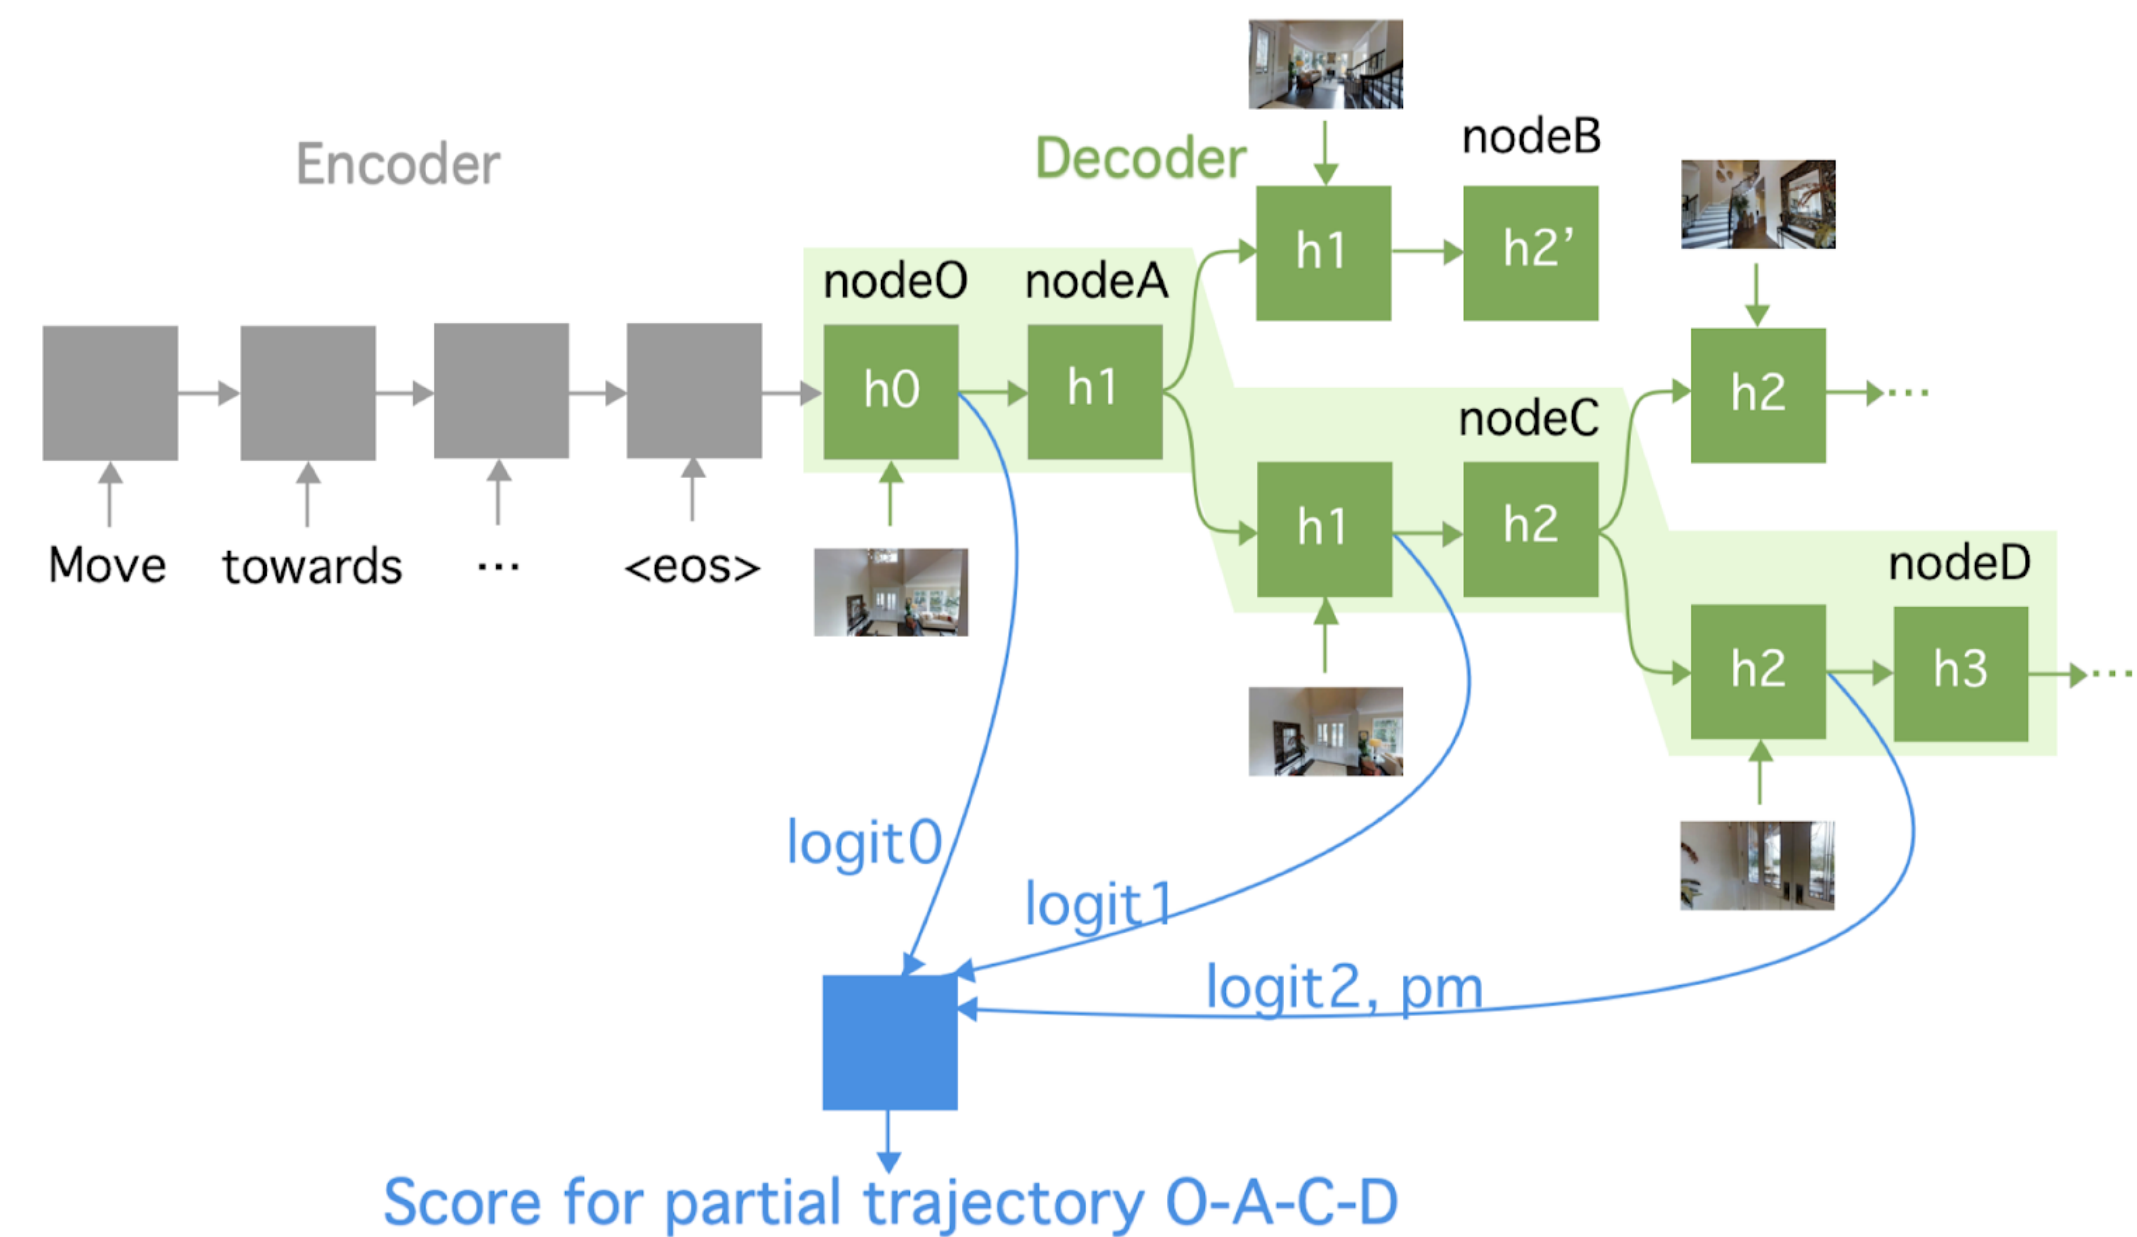 Encoder
Decoder
nodeB
h1
h2’
nodeO
nodeA
h0
h1
nodeC
h2
h1
h2
...
nodeD
h2
h3
...
Move
towards
...
<eos>
logit0
logit1
logit2, pm
Score for partial trajectory O-A-C-D